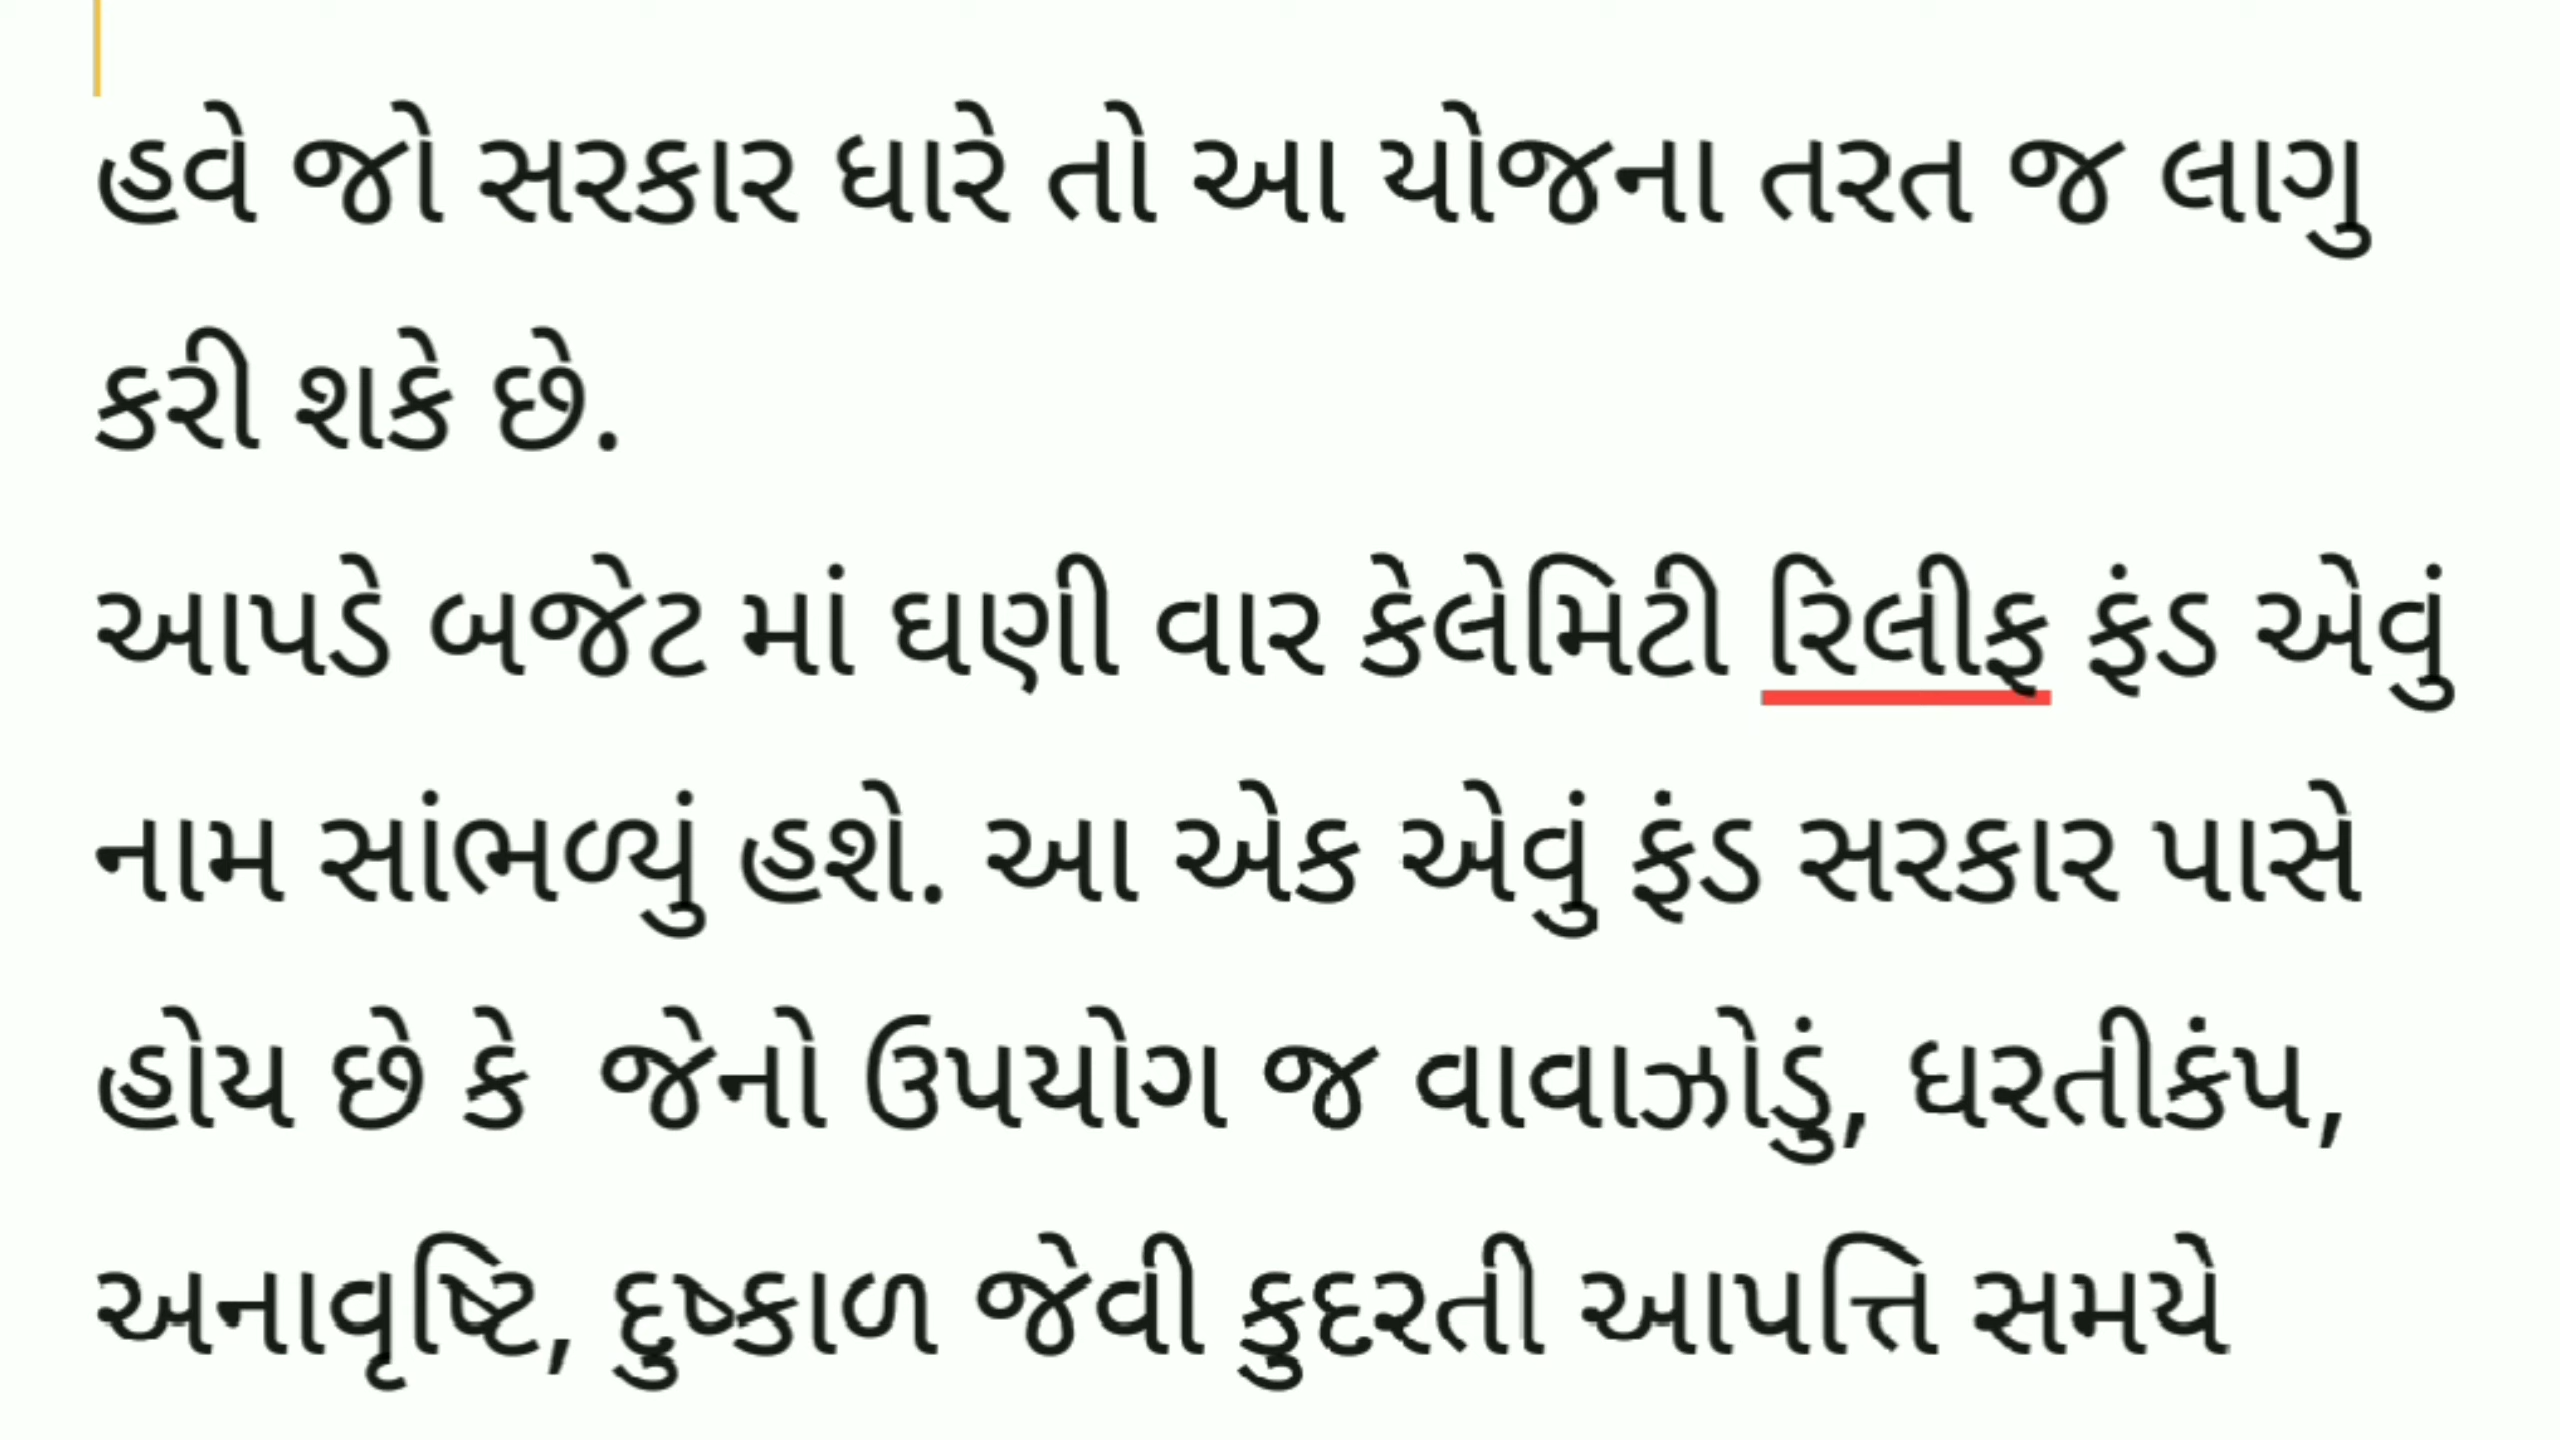 હવે જો સરકાર ધારે તો આ યોજના તરત જ લાગુ
કરી શકે છે.
આપડે બજેટ માં ઘણી વાર કેલેમિટી રિલીફ ફંડ એવું
નામ સાંભળ્યું હશે. આ એક એવું ફંડ સરકાર પાસે
હોય છે કે  જેનો ઉપયોગ જ વાવાઝોડું, ધરતીકંપ,
અનાવૃષ્ટિ, દુષ્કાળ જેવી કુદરતી આપત્તિ સમયે